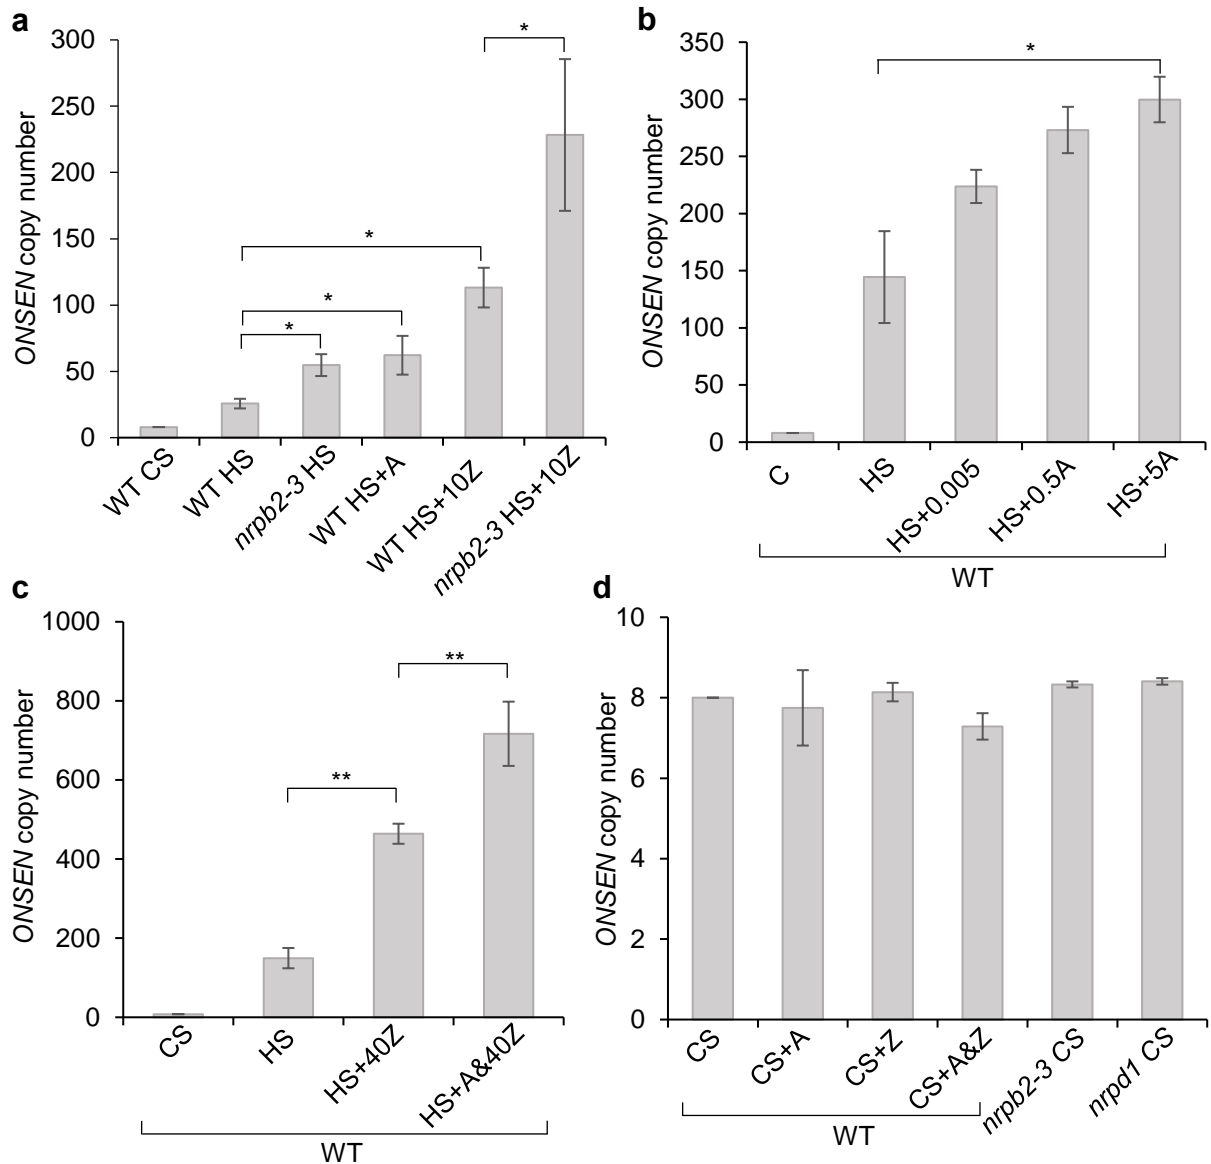 a
ONSEN copy number
300
250
200
150
100
50
0
*
*
*
*
WT CS
WT HS
nrpb2-3 HS
WT HS+A
WT HS+10Z
nrpb2-3 HS+10Z
b
ONSEN copy number
350
300
250
200
150
100
50
0
*
C
HS
HS+0.005
HS+0.5A
HS+5A
WT
c
ONSEN copy number
1000
800
600
400
200
0
**
**
CS
HS
HS+40Z
HS+A&40Z
WT
d
ONSEN copy number
10
8
6
4
2
0
CS
CS+A
CS+Z
CS+A&Z
nrpb2-3 CS
nrpd1 CS
WT